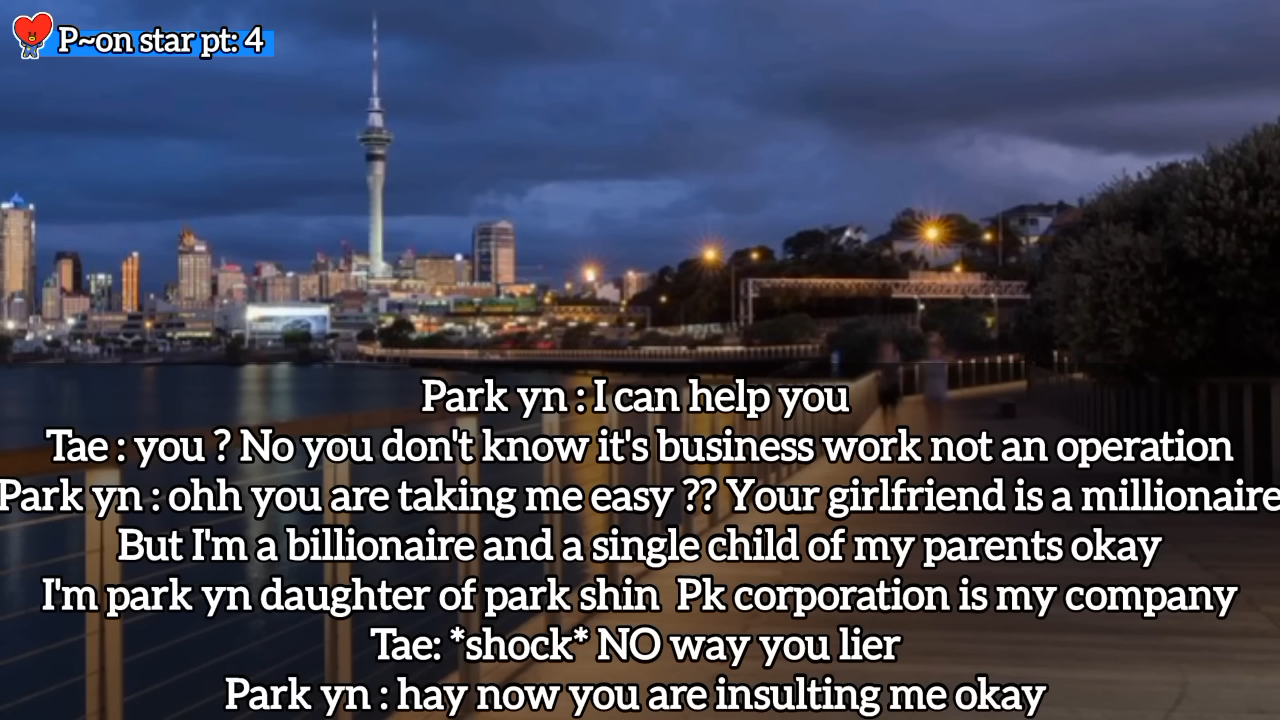 P~on star pt: 4
Park yn : I can help you
Tae : you ? No you don't know it's business work not an operation
Park yn : ohh you are taking me easy ?? Your girlfriend is a millionaire
But I'm a billionaire and a single child of my parents okay
I'm park yn daughter of park shin Pk corporation is my company
Tae: *shock* NO way you lier
Park yn : hay now you are insulting me okay